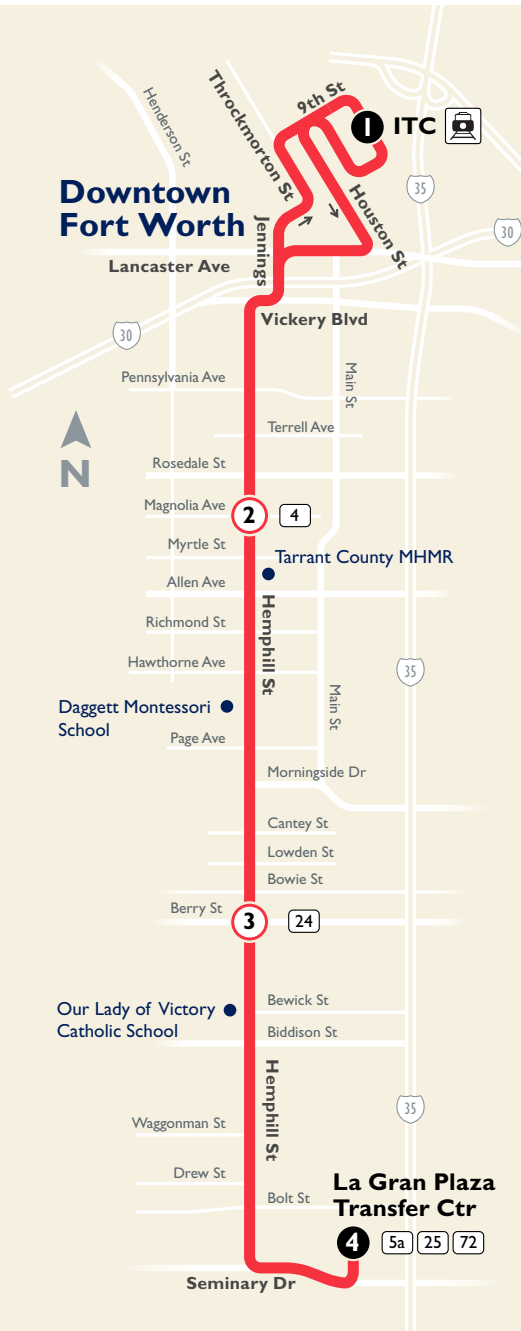 9th St
Throckmorton St
1 ITC
Henderson St
35
Downtown
Fort Worth
Houston St
Jennings
30
Lancaster Ave
Vickery Blvd
30
Main St
Pennsylvania Ave
Terrell Ave
N
Rosedale St
Magnolia Ave
2
4
Myrtle St
Tarrant County MHMR
Allen Ave
Hemphill St
Richmond St
Hawthorne Ave
35
Main St
Daggett Montessori
School
Page Ave
Morningside Dr
Cantey St
Lowden St
Bowie St
Berry St
3
24
Bewick St
Our Lady of Victory
Catholic School
Biddison St
Hemphill St
35
Waggonman St
Drew St
La Gran Plaza
Transfer Ctr
Bolt St
4
5a 25 72
Seminary Dr